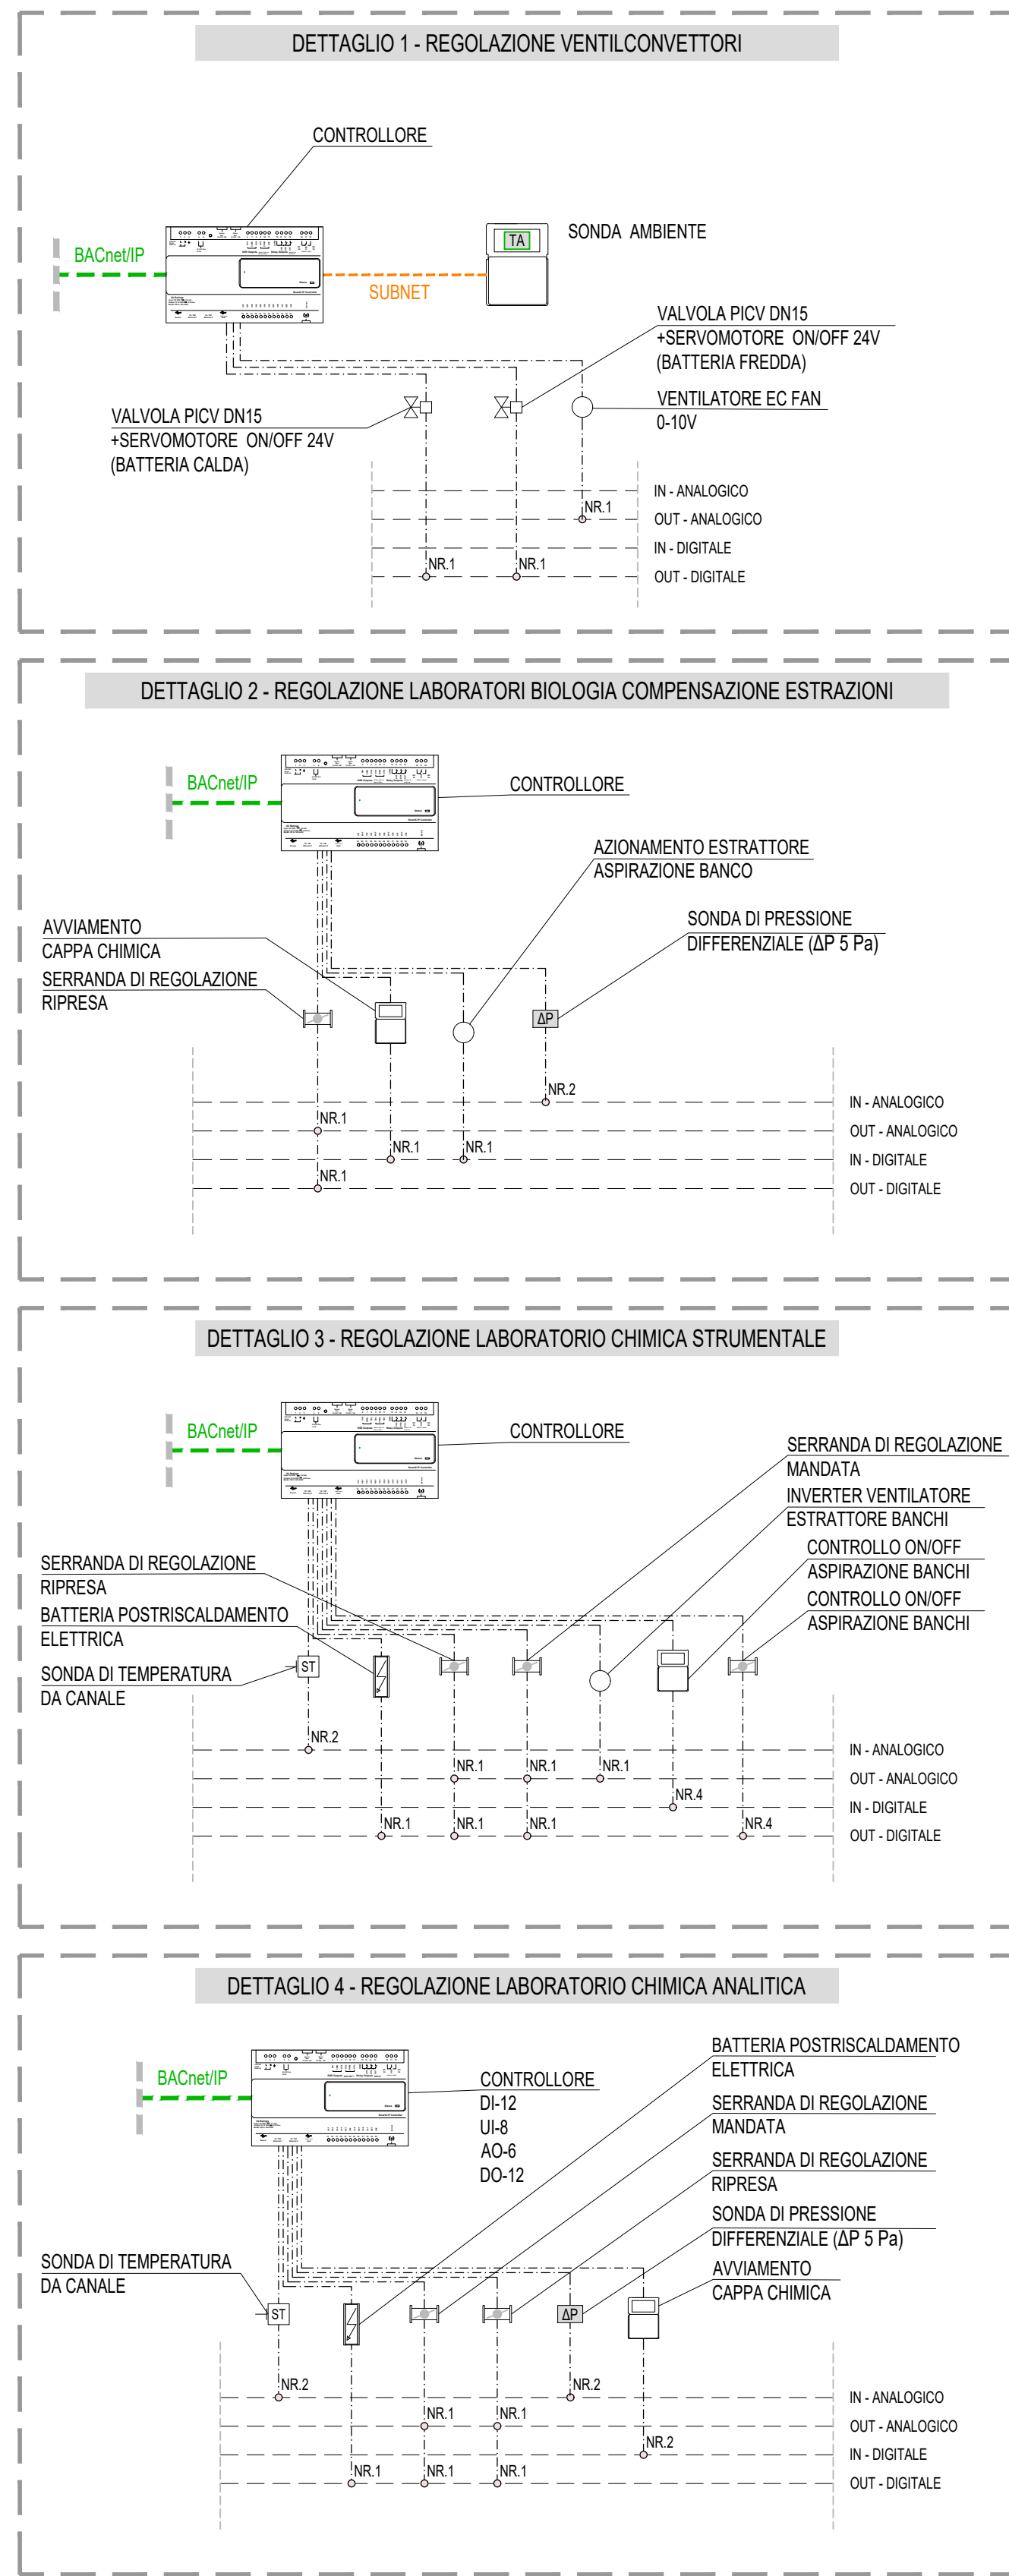 DETTAGLIO 1 - REGOLAZIONE VENTILCONVETTORI
CONTROLLORE
BACnet/IP
SUBNET
TA
SONDA AMBIENTE
VALVOLA PICV DN15
+SERVOMOTORE ON/OFF 24V
(BATTERIA FREDDA)
VENTILATORE EC FAN
0-10V
VALVOLA PICV DN15
+SERVOMOTORE ON/OFF 24V
(BATTERIA CALDA)
IN - ANALOGICO
NR.1
OUT - ANALOGICO
IN - DIGITALE
NR.1
NR.1
OUT - DIGITALE
DETTAGLIO 2 - REGOLAZIONE LABORATORI BIOLOGIA COMPENSAZIONE ESTRAZIONI
BACnet/IP
CONTROLLORE
AZIONAMENTO ESTRATTORE
ASPIRAZIONE BANCO
SONDA DI PRESSIONE
DIFFERENZIALE (ΔP 5 Pa)
AVVIAMENTO
CAPPA CHIMICA
SERRANDA DI REGOLAZIONE
RIPRESA
ΔP
NR.2
IN - ANALOGICO
NR.1
OUT - ANALOGICO
NR.1
NR.1
IN - DIGITALE
NR.1
OUT - DIGITALE
DETTAGLIO 3 - REGOLAZIONE LABORATORIO CHIMICA STRUMENTALE
BACnet/IP
CONTROLLORE
SERRANDA DI REGOLAZIONE
MANDATA
INVERTER VENTILATORE
ESTRATTORE BANCHI
CONTROLLO ON/OFF
ASPIRAZIONE BANCHI
CONTROLLO ON/OFF
ASPIRAZIONE BANCHI
SERRANDA DI REGOLAZIONE
RIPRESA
BATTERIA POSTRISCALDAMENTO
ELETTRICA
SONDA DI TEMPERATURA
DA CANALE
ST
NR.2
IN - ANALOGICO
NR.1
NR.1
NR.1
OUT - ANALOGICO
NR.4
IN - DIGITALE
NR.1
NR.1
NR.1
NR.4
OUT - DIGITALE
DETTAGLIO 4 - REGOLAZIONE LABORATORIO CHIMICA ANALITICA
BACnet/IP
CONTROLLORE
DI-12
UI-8
AO-6
DO-12
BATTERIA POSTRISCALDAMENTO
ELETTRICA
SERRANDA DI REGOLAZIONE
MANDATA
SERRANDA DI REGOLAZIONE
RIPRESA
SONDA DI PRESSIONE
DIFFERENZIALE (ΔP 5 Pa)
AVVIAMENTO
CAPPA CHIMICA
SONDA DI TEMPERATURA
DA CANALE
ST
ΔP
NR.2
NR.2
IN - ANALOGICO
NR.1
NR.1
OUT - ANALOGICO
NR.2
IN - DIGITALE
NR.1
NR.1
NR.1
OUT - DIGITALE